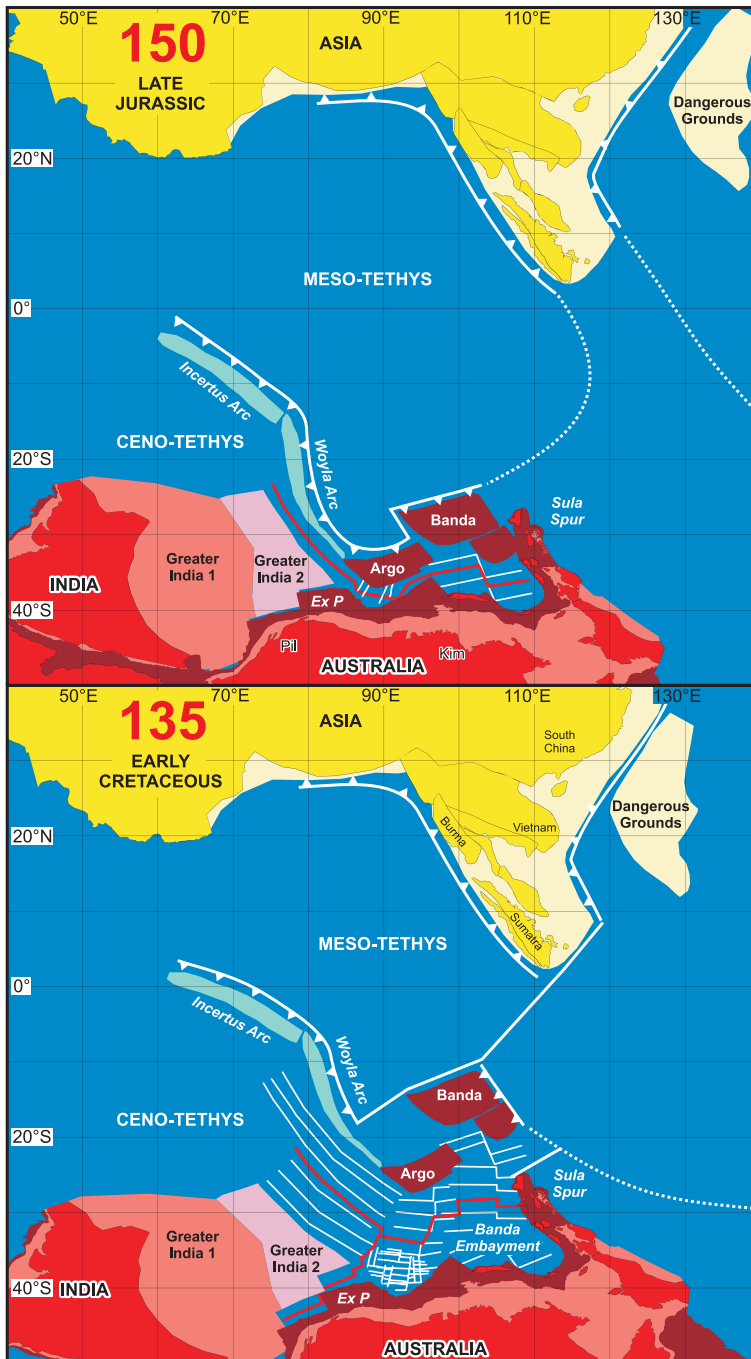 50°E 70°E 90°E 110°E 130°E
150
LATE
JURASSIC
ASIA
Dangerous
Grounds
20°N
MESO-TETHYS
0°
Incertus Arc
Woyla Arc
CENO-TETHYS
20°S
Sula
Spur
Banda
Greater
India 1
Greater
India 2
Argo
INDIA
Ex P
40°S
Pil
Kim
AUSTRALIA
50°E 70°E 90°E 110°E 130°E
135
EARLY
CRETACEOUS
ASIA
South
China
Dangerous
Grounds
20°N
Burma
Vietnam
Sumatra
MESO-TETHYS
0°
Incertus Arc
Woyla Arc
Banda
CENO-TETHYS
20°S
Argo
Sula
Spur
Greater
India 1
Greater
India 2
Banda
Embayment
40°S
INDIA
Ex P
AUSTRALIA